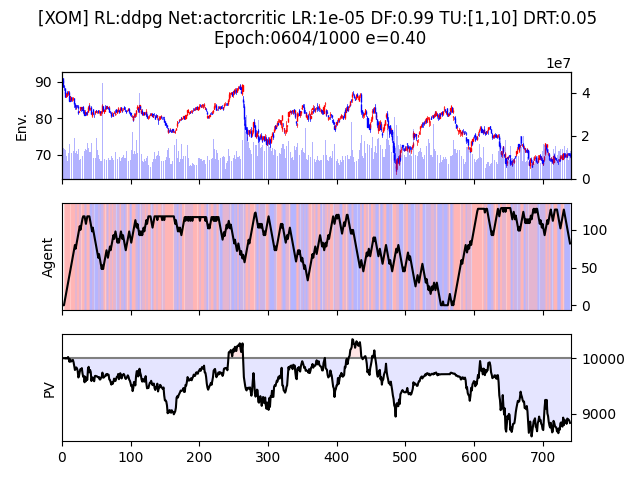 [XOM] RL:ddpg Net:actorcritic LR:1e-05 DF:0.99 TU:[1,10] DRT:0.05
Epoch:0604/1000 e=0.40
1e7
90
80
70
Env.
4
2
0
Agent
100
50
0
PV
10000
9000
0 100 200 300 400 500 600 700